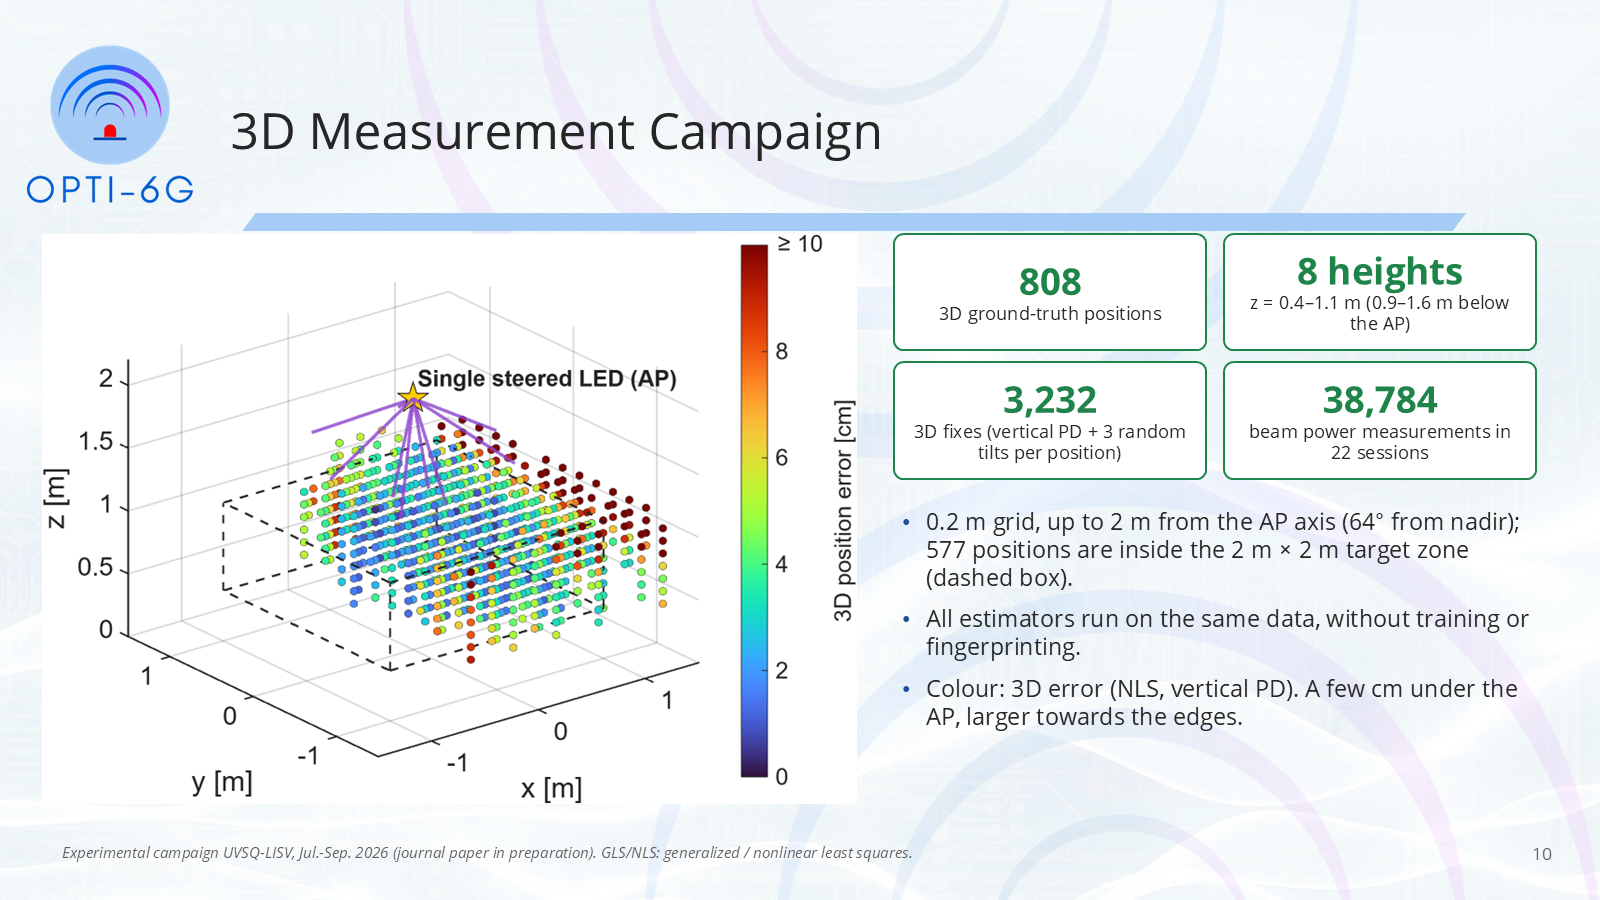 OPTI-6G
3D Measurement Campaign
≥ 10
8
6
4
2
0
3D position error [cm]
Single steered LED (AP)
2
1.5
1
0.5
0
z [m]
1
0
-1
y [m]
-1
0
1
x [m]
808
3D ground-truth positions
8 heights
z = 0.4–1.1 m (0.9–1.6 m below
the AP)
3,232
3D fixes (vertical PD + 3 random
tilts per position)
38,784
beam power measurements in
22 sessions
• 0.2 m grid, up to 2 m from the AP axis (64° from nadir);
577 positions are inside the 2 m × 2 m target zone
(dashed box).
• All estimators run on the same data, without training or
fingerprinting.
• Colour: 3D error (NLS, vertical PD). A few cm under the
AP, larger towards the edges.
Experimental campaign UVSQ-LISV, Jul.-Sep. 2026 (journal paper in preparation). GLS/NLS: generalized / nonlinear least squares.
10